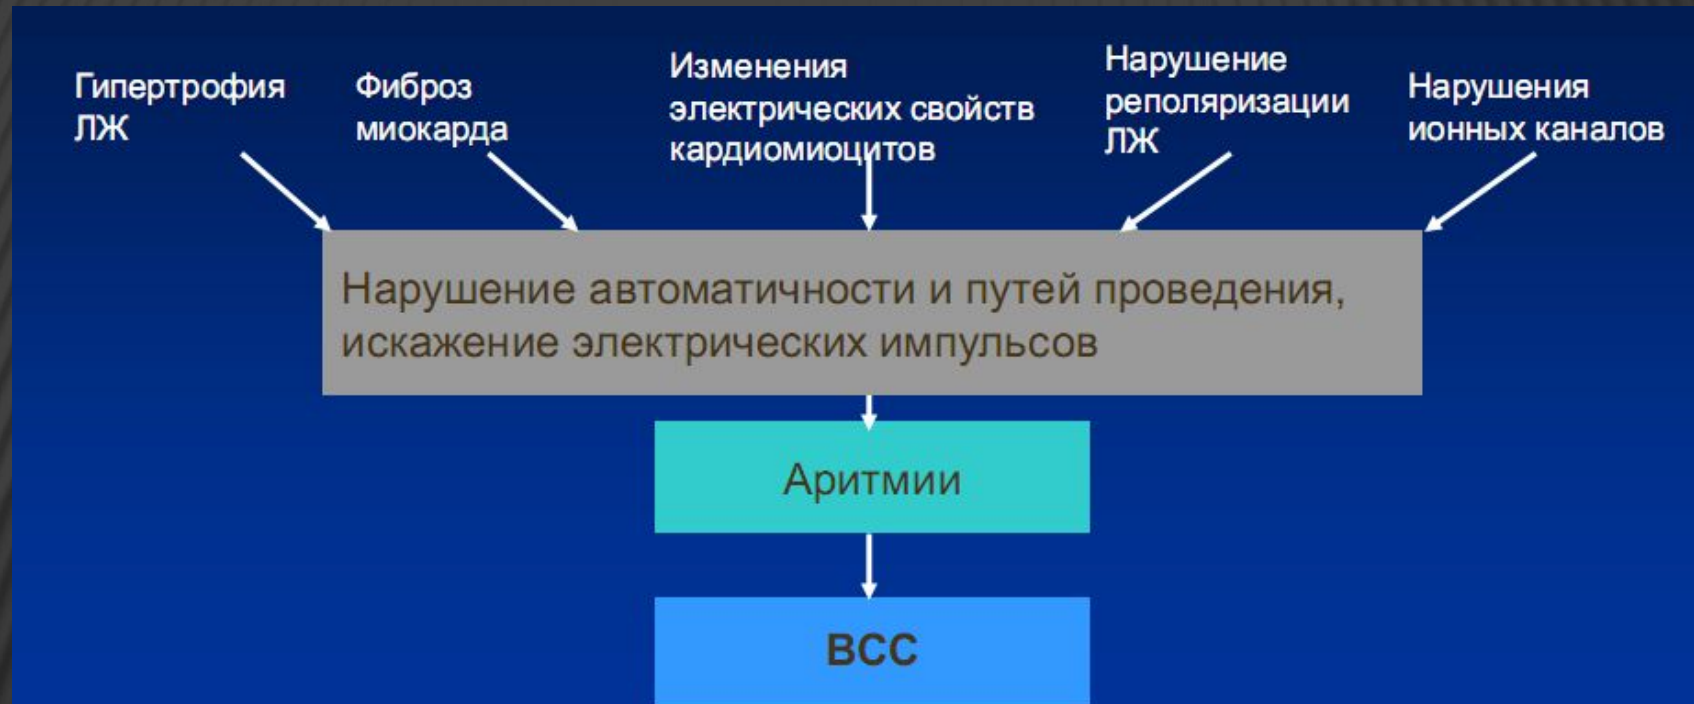 Гипертрофия
ЛЖ
Фиброз
миокарда
Изменения
электрических свойств
кардиомиоцитов
Нарушение
реполяризации
ЛЖ
Нарушения
ионных каналов
Нарушение автоматичности и путей проведения,
искажение электрических импульсов
Аритмии
ВСС